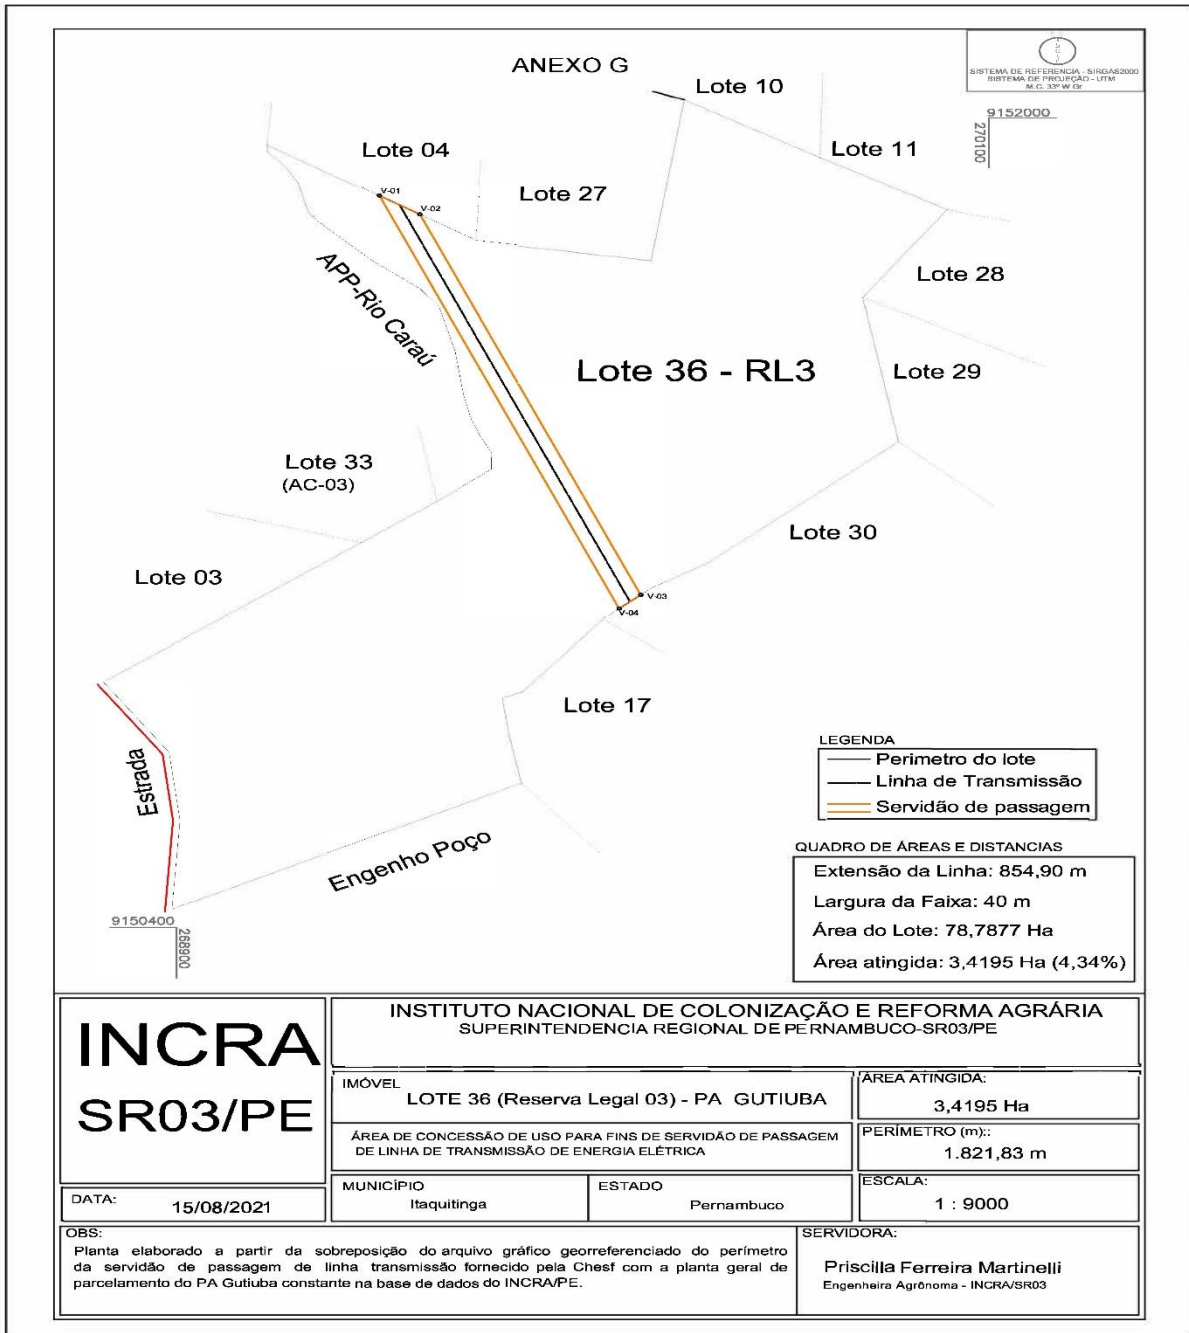 ANEXO G
SISTEMA DE REFERENCIA - SIRGAS2000
SISTEMA DE PROJEÇÃO - UTM
M.C. 33º W Gr
9152000
270100
Lote 10
Lote 11
Lote 04
V-01
V-02
Lote 27
Lote 28
APP-Rio Caraú
Lote 36 - RL3
Lote 29
Lote 33
(AC-03)
Lote 30
Lote 03
V-03
V-04
Lote 17
Estrada
Engenho Poço
9150400
268900
LEGENDA
Perimetro do lote
Linha de Transmissão
Servidão de passagem
QUADRO DE ÁREAS E DISTANCIAS
Extensão da Linha: 854,90 m
Largura da Faixa: 40 m
Área do Lote: 78,7877 Ha
Área atingida: 3,4195 Ha (4,34%)
INCRA
SR03/PE
INSTITUTO NACIONAL DE COLONIZAÇÃO E REFORMA AGRÁRIA
SUPERINTENDENCIA REGIONAL DE PERNAMBUCO-SR03/PE
IMÓVEL
LOTE 36 (Reserva Legal 03) - PA GUTIUBA
ÁREA ATINGIDA:
3,4195 Ha
ÁREA DE CONCESSÃO DE USO PARA FINS DE SERVIDÃO DE PASSAGEM
DE LINHA DE TRANSMISSÃO DE ENERGIA ELÉTRICA
PERÍMETRO (m)::
1.821,83 m
DATA: 15/08/2021
MUNICÍPIO
Itaquitinga
ESTADO
Pernambuco
ESCALA:
1 : 9000
OBS:
Planta elaborado a partir da sobreposição do arquivo gráfico georreferenciado do perímetro
da servidão de passagem de linha transmissão fornecido pela Chesf com a planta geral de
parcelamento do PA Gutiuba constante na base de dados do INCRA/PE.
SERVIDORA:
Priscilla Ferreira Martinelli
Engenheira Agrônoma - INCRA/SR03